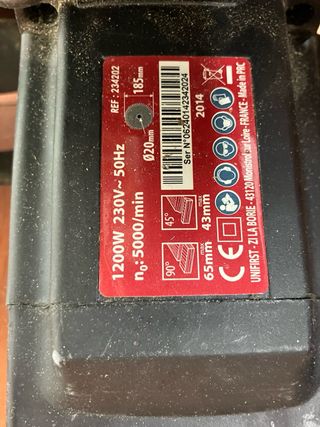 REF : 234202
185mm
Ø20mm
Ser N°06240142342024
2014
1200W 230V~ 50Hz
n₀: 5000/min
45°
43mm
90°
65mm
CE
UNIFIRST - ZI LA BORIE - 43120 Monistrol sur Loire - FRANCE - Made in PRC